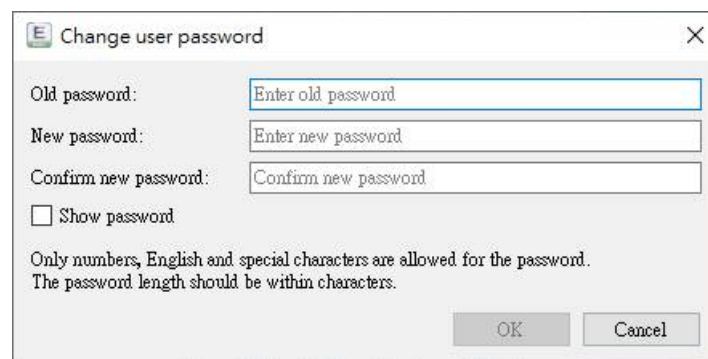 E
Change user password
Old password:
Enter old password
New password:
Enter new password
Confirm new password:
Confirm new password
Show password
Only numbers, English and special characters are allowed for the password.
The password length should be within characters.
OK
Cancel